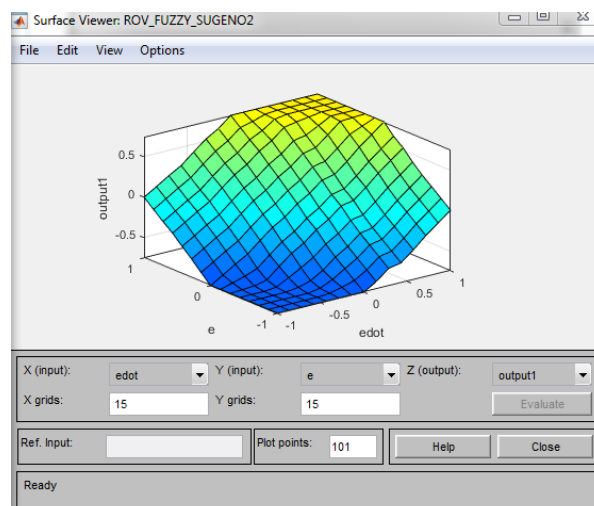 Surface Viewer: ROV_FUZZY_SUGENO2
File Edit View Options
0.5
0
-0.5
output1
1
0
-1
e
-1
-0.5
0
0.5
1
edot
X (input): edot Y (input): e Z (output): output1
X grids: 15 Y grids: 15 Evaluate
Ref. Input: Plot points: 101 Help Close
Ready